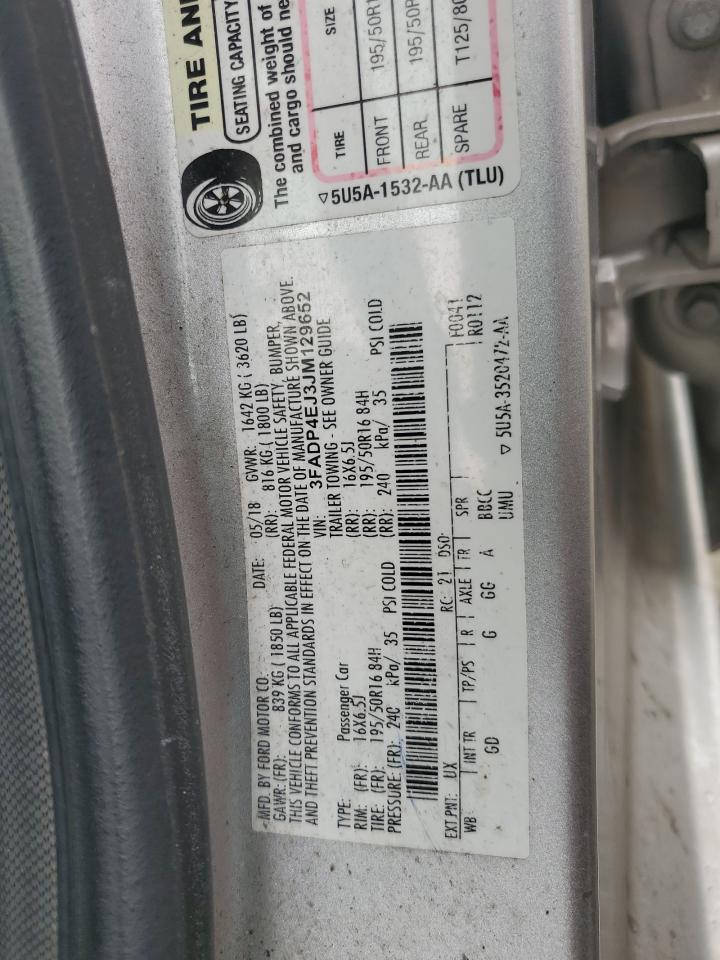 TIRE AN
SEATING CAPACITY
The combined weight of
and cargo should ne
TIRE SIZE
FRONT 195/50R1
REAR 195/50R
SPARE T125/80
5U5A-1532-AA (TLU)
MFD. BY FORD MOTOR CO. DATE: 05/18 GVWR: 1642 KG ( 3620 LB)
GAWR: (FR): 839 KG ( 1850 LB) (RR): 816 KG ( 1800 LB)
THIS VEHICLE CONFORMS TO ALL APPLICABLE FEDERAL MOTOR VEHICLE SAFETY, BUMPER,
AND THEFT PREVENTION STANDARDS IN EFFECT ON THE DATE OF MANUFACTURE SHOWN ABOVE.
VIN: 3FADP4EJ3JM129652
TYPE: Passenger Car TRAILER TOWING - SEE OWNER GUIDE
RIM: (FR): 16X6.5J (RR): 16X6.5J
TIRE: (FR): 195/50R16 84H (RR): 195/50R16 84H
PRESSURE: (FR): 240 kPa/ 35 PSI COLD (RR): 240 kPa/ 35 PSI COLD
EXT PNT: UX RC: 21 DSO: F0041
WB INT TR TP/PS R AXLE TR SPR R0112
GD G GG A BBCC
UMU 5U5A-3520472-AA